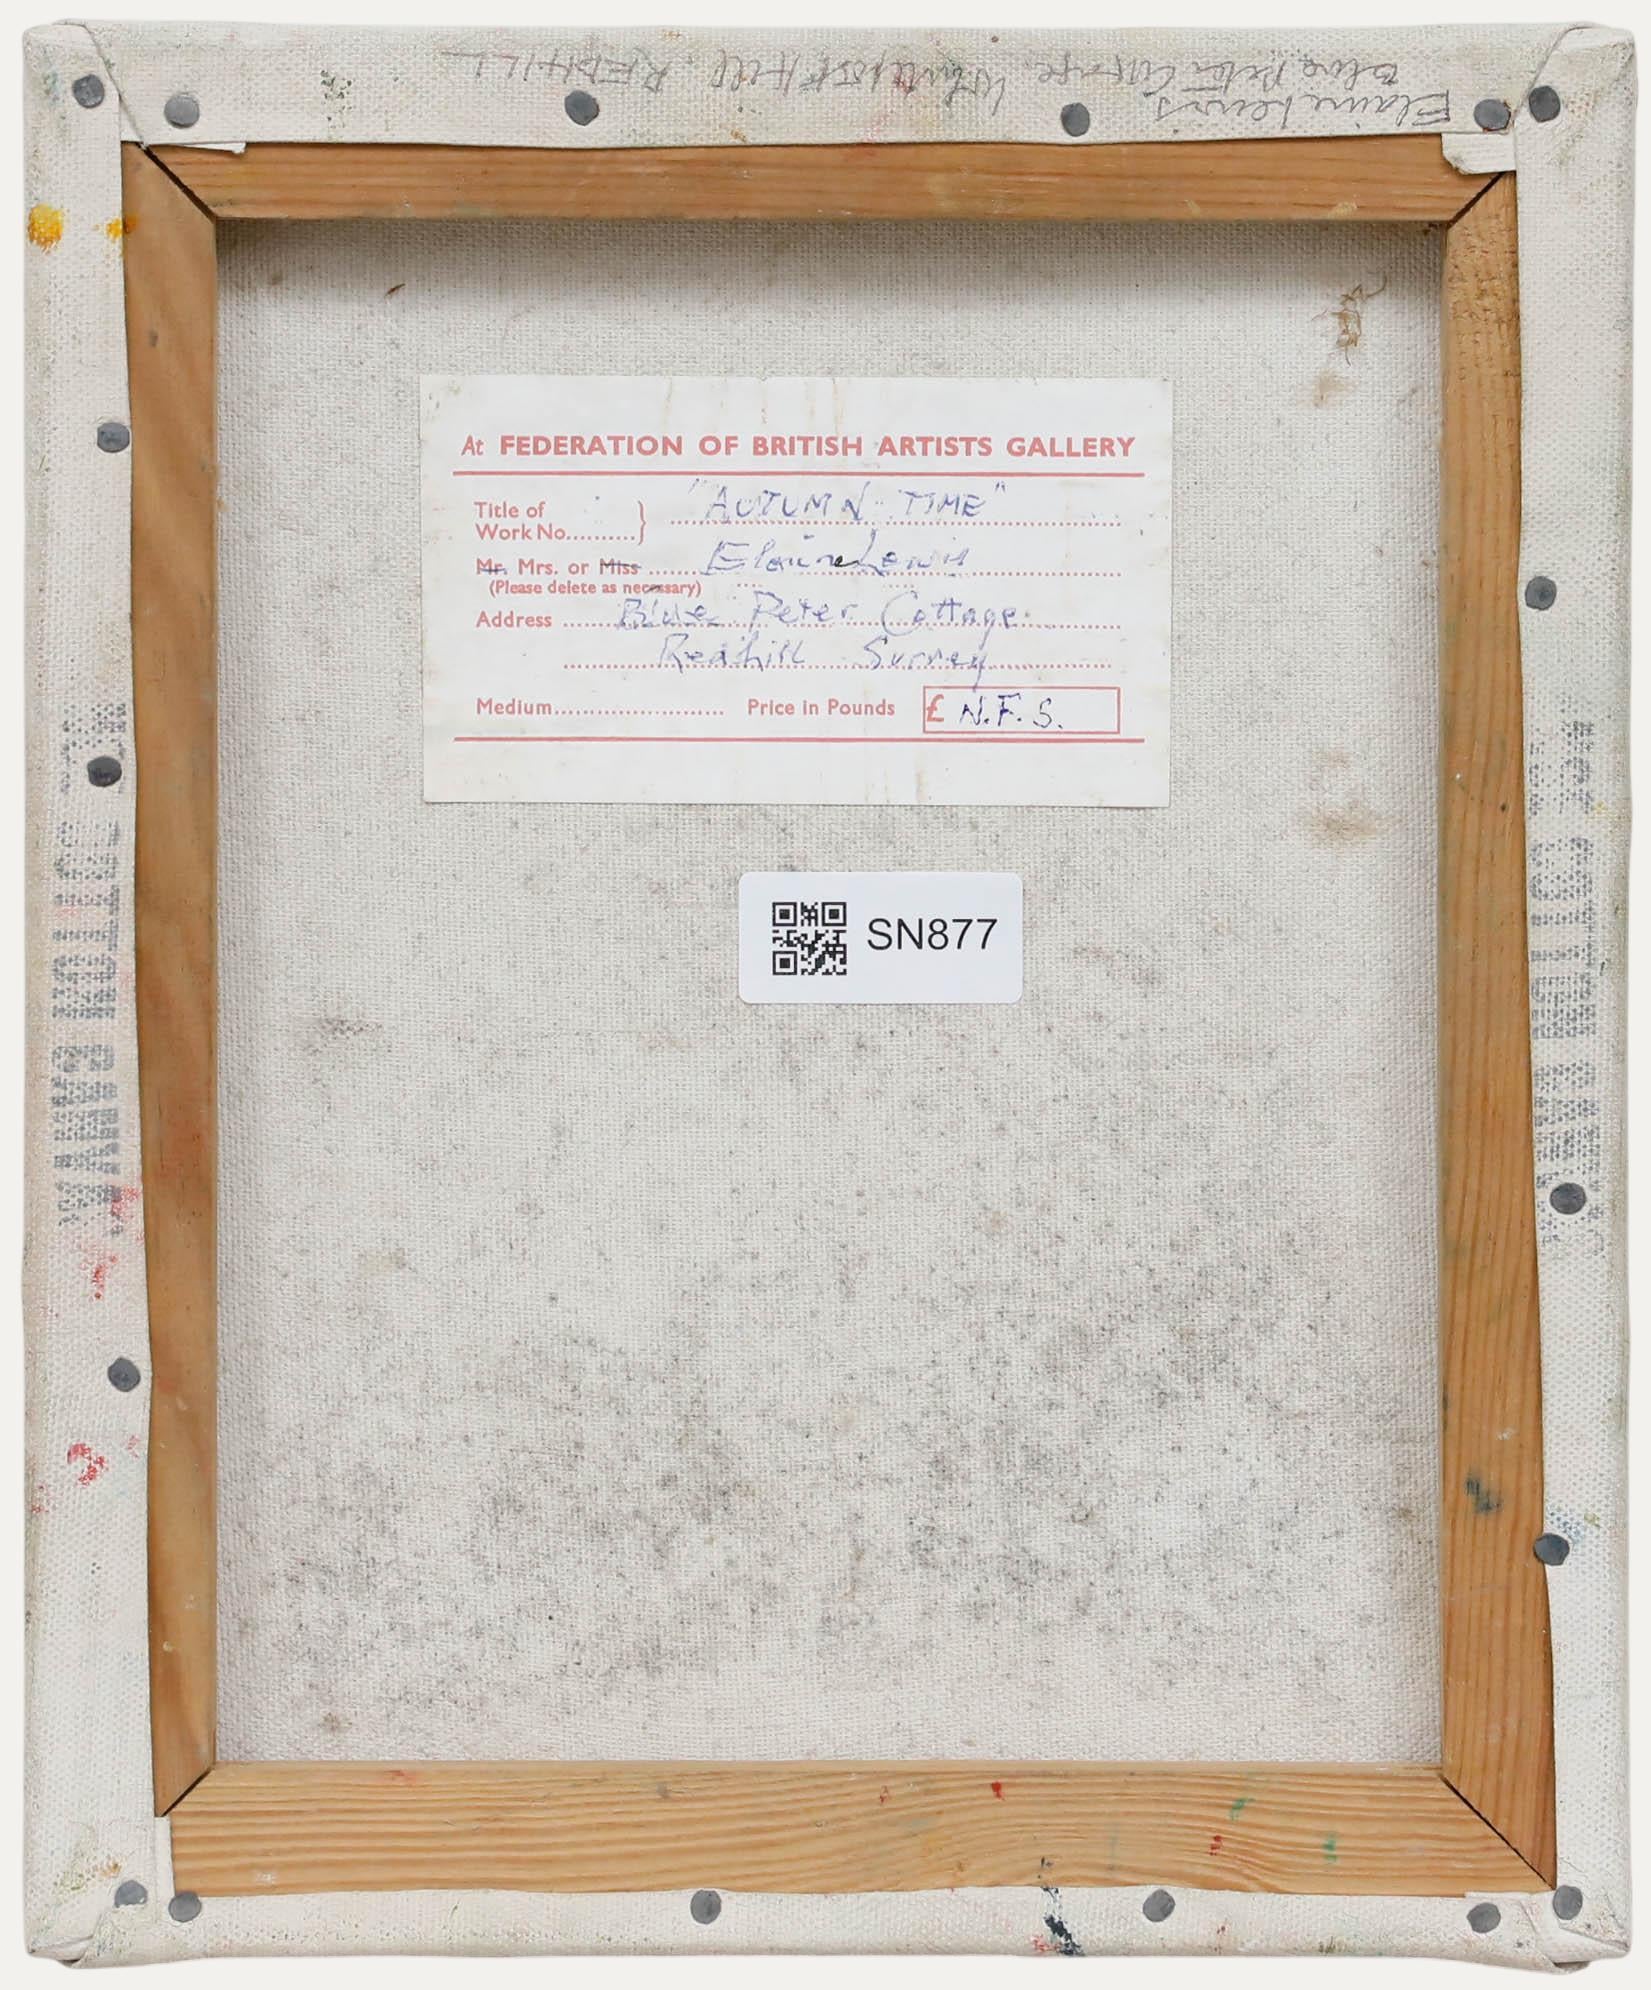 Elaine Lewis
Blue Peter Cottage Whitepost Hill REDHILL
At FEDERATION OF BRITISH ARTISTS GALLERY
Title of
Work No.......... } "AUTUMN TIME"
Mr. Mrs. or Miss ...... Elaine Lewis
(Please delete as necessary)
Address ...... Blue Peter Cottage.
Redhill Surrey
Medium........................ Price in Pounds £ N.F.S.
SN877